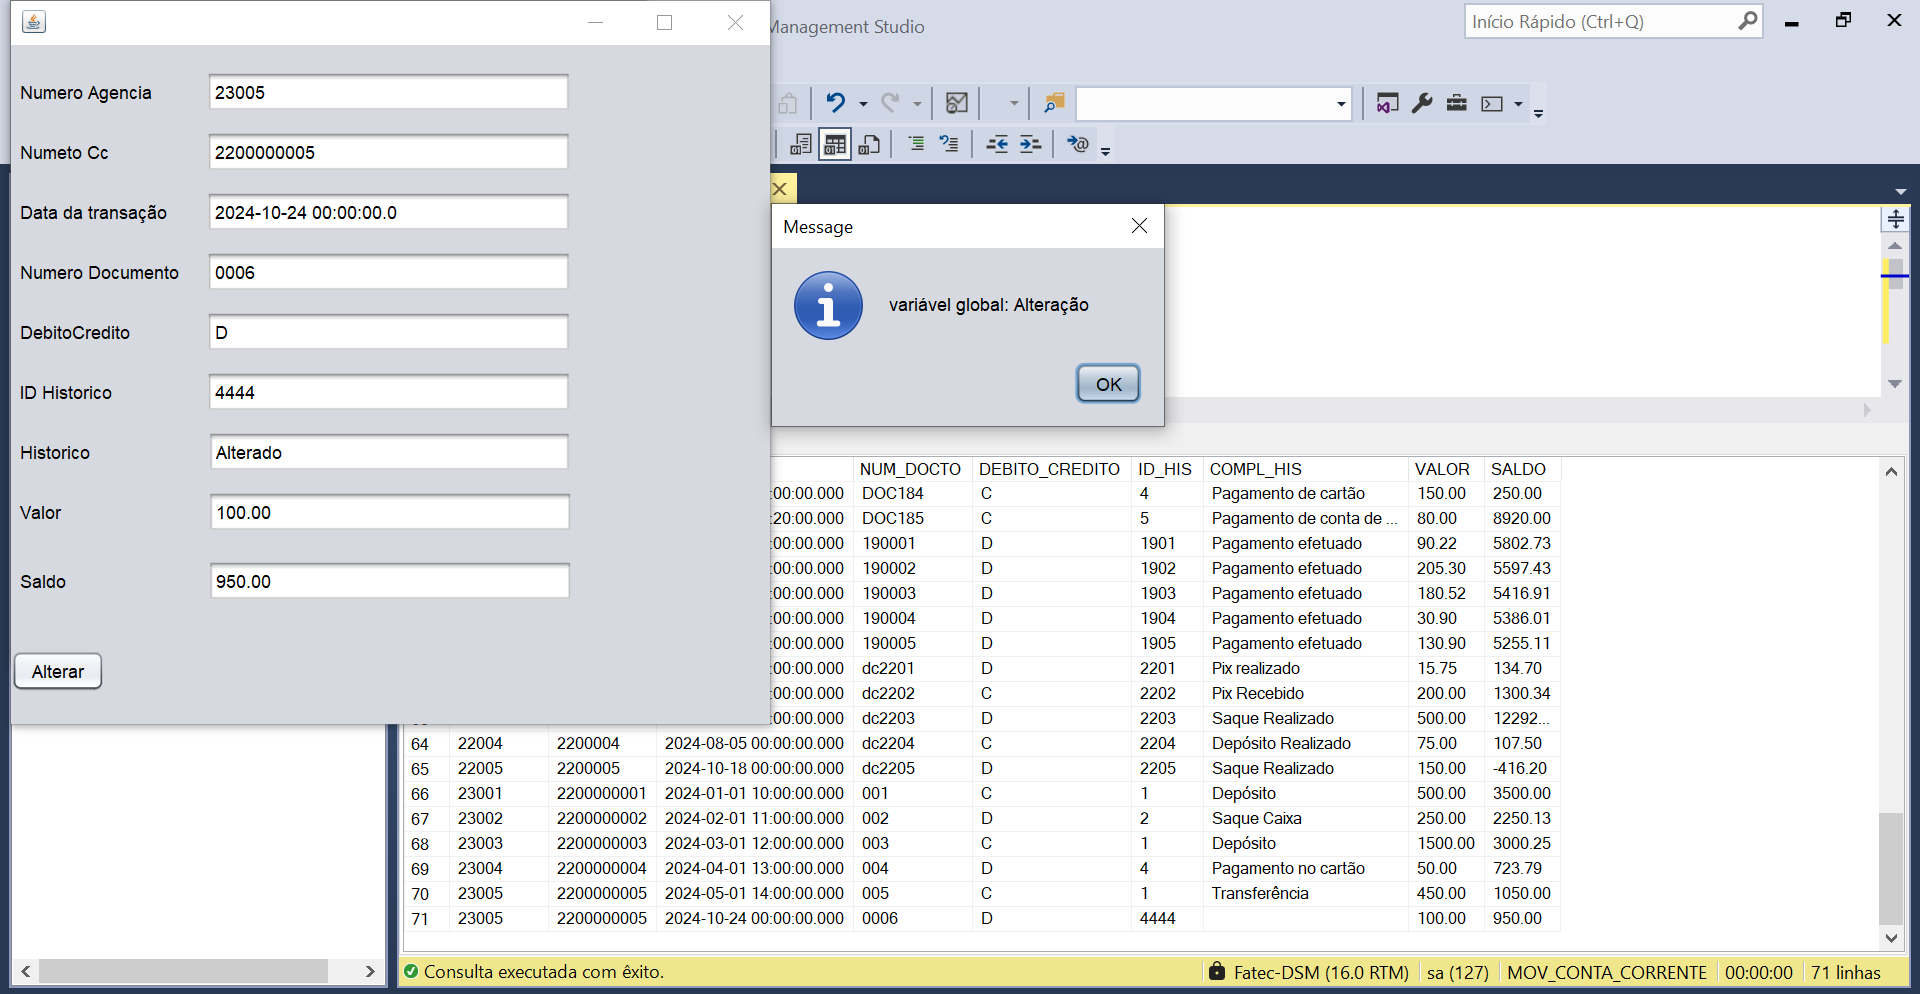 Management Studio
Início Rápido (Ctrl+Q)
Numero Agencia 23005
Numeto Cc 2200000005
Data da transação 2024-10-24 00:00:00.0
Numero Documento 0006
DebitoCredito D
ID Historico 4444
Historico Alterado
Valor 100.00
Saldo 950.00
Alterar
Message
variável global: Alteração
OK
NUM_DOCTO DEBITO_CREDITO ID_HIS COMPL_HIS VALOR SALDO
:00:00.000 DOC184 C 4 Pagamento de cartão 150.00 250.00
:20:00.000 DOC185 C 5 Pagamento de conta de ... 80.00 8920.00
:00:00.000 190001 D 1901 Pagamento efetuado 90.22 5802.73
:00:00.000 190002 D 1902 Pagamento efetuado 205.30 5597.43
:00:00.000 190003 D 1903 Pagamento efetuado 180.52 5416.91
:00:00.000 190004 D 1904 Pagamento efetuado 30.90 5386.01
:00:00.000 190005 D 1905 Pagamento efetuado 130.90 5255.11
:00:00.000 dc2201 D 2201 Pix realizado 15.75 134.70
:00:00.000 dc2202 C 2202 Pix Recebido 200.00 1300.34
:00:00.000 dc2203 D 2203 Saque Realizado 500.00 12292...
64 22004 2200004 2024-08-05 00:00:00.000 dc2204 C 2204 Depósito Realizado 75.00 107.50
65 22005 2200005 2024-10-18 00:00:00.000 dc2205 D 2205 Saque Realizado 150.00 -416.20
66 23001 2200000001 2024-01-01 10:00:00.000 001 C 1 Depósito 500.00 3500.00
67 23002 2200000002 2024-02-01 11:00:00.000 002 D 2 Saque Caixa 250.00 2250.13
68 23003 2200000003 2024-03-01 12:00:00.000 003 C 1 Depósito 1500.00 3000.25
69 23004 2200000004 2024-04-01 13:00:00.000 004 D 4 Pagamento no cartão 50.00 723.79
70 23005 2200000005 2024-05-01 14:00:00.000 005 C 1 Transferência 450.00 1050.00
71 23005 2200000005 2024-10-24 00:00:00.000 0006 D 4444 100.00 950.00
Consulta executada com êxito. Fatec-DSM (16.0 RTM) sa (127) MOV_CONTA_CORRENTE 00:00:00 71 linhas